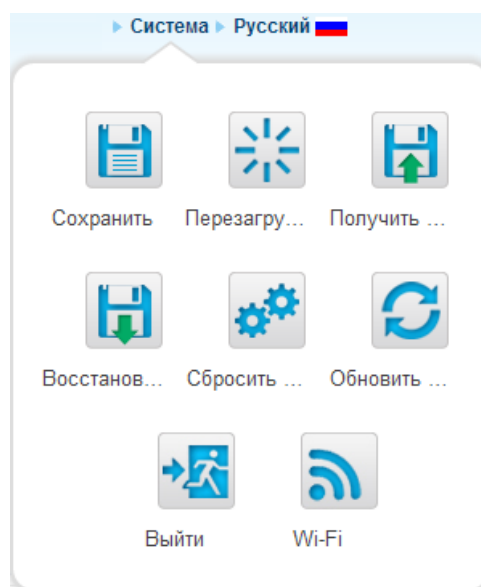 Система Русский
Сохранить Перезагру... Получить ...
Восстанов... Сбросить ... Обновить ...
Выйти Wi-Fi